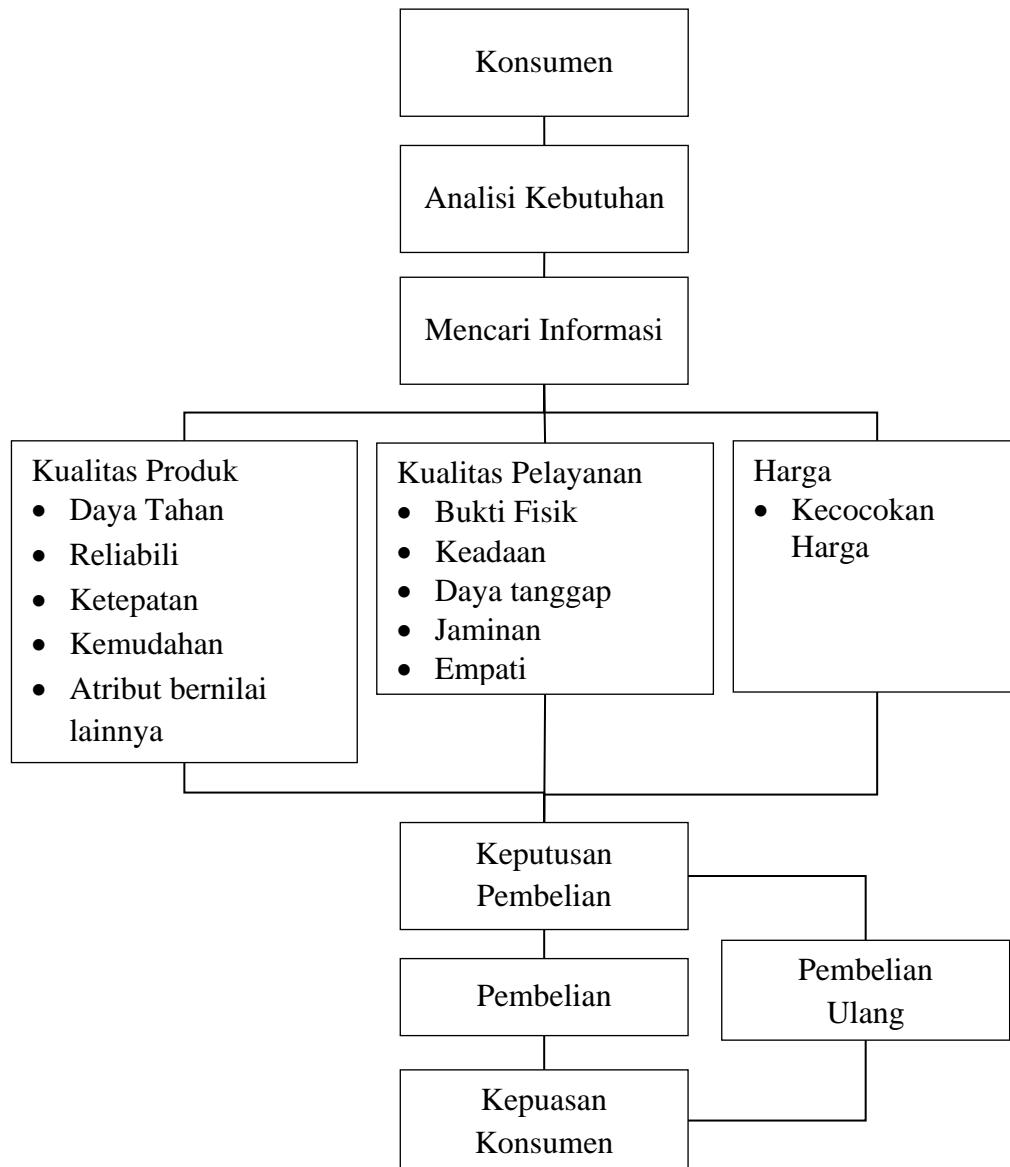 Konsumen
Analisi Kebutuhan
Mencari Informasi
Kualitas Produk
• Daya Tahan
• Reliabili
• Ketepatan
• Kemudahan
• Atribut bernilai
lainnya
Kualitas Pelayanan
• Bukti Fisik
• Keadaan
• Daya tanggap
• Jaminan
• Empati
Harga
• Kecocokan
Harga
Keputusan
Pembelian
Pembelian
Pembelian
Ulang
Kepuasan
Konsumen